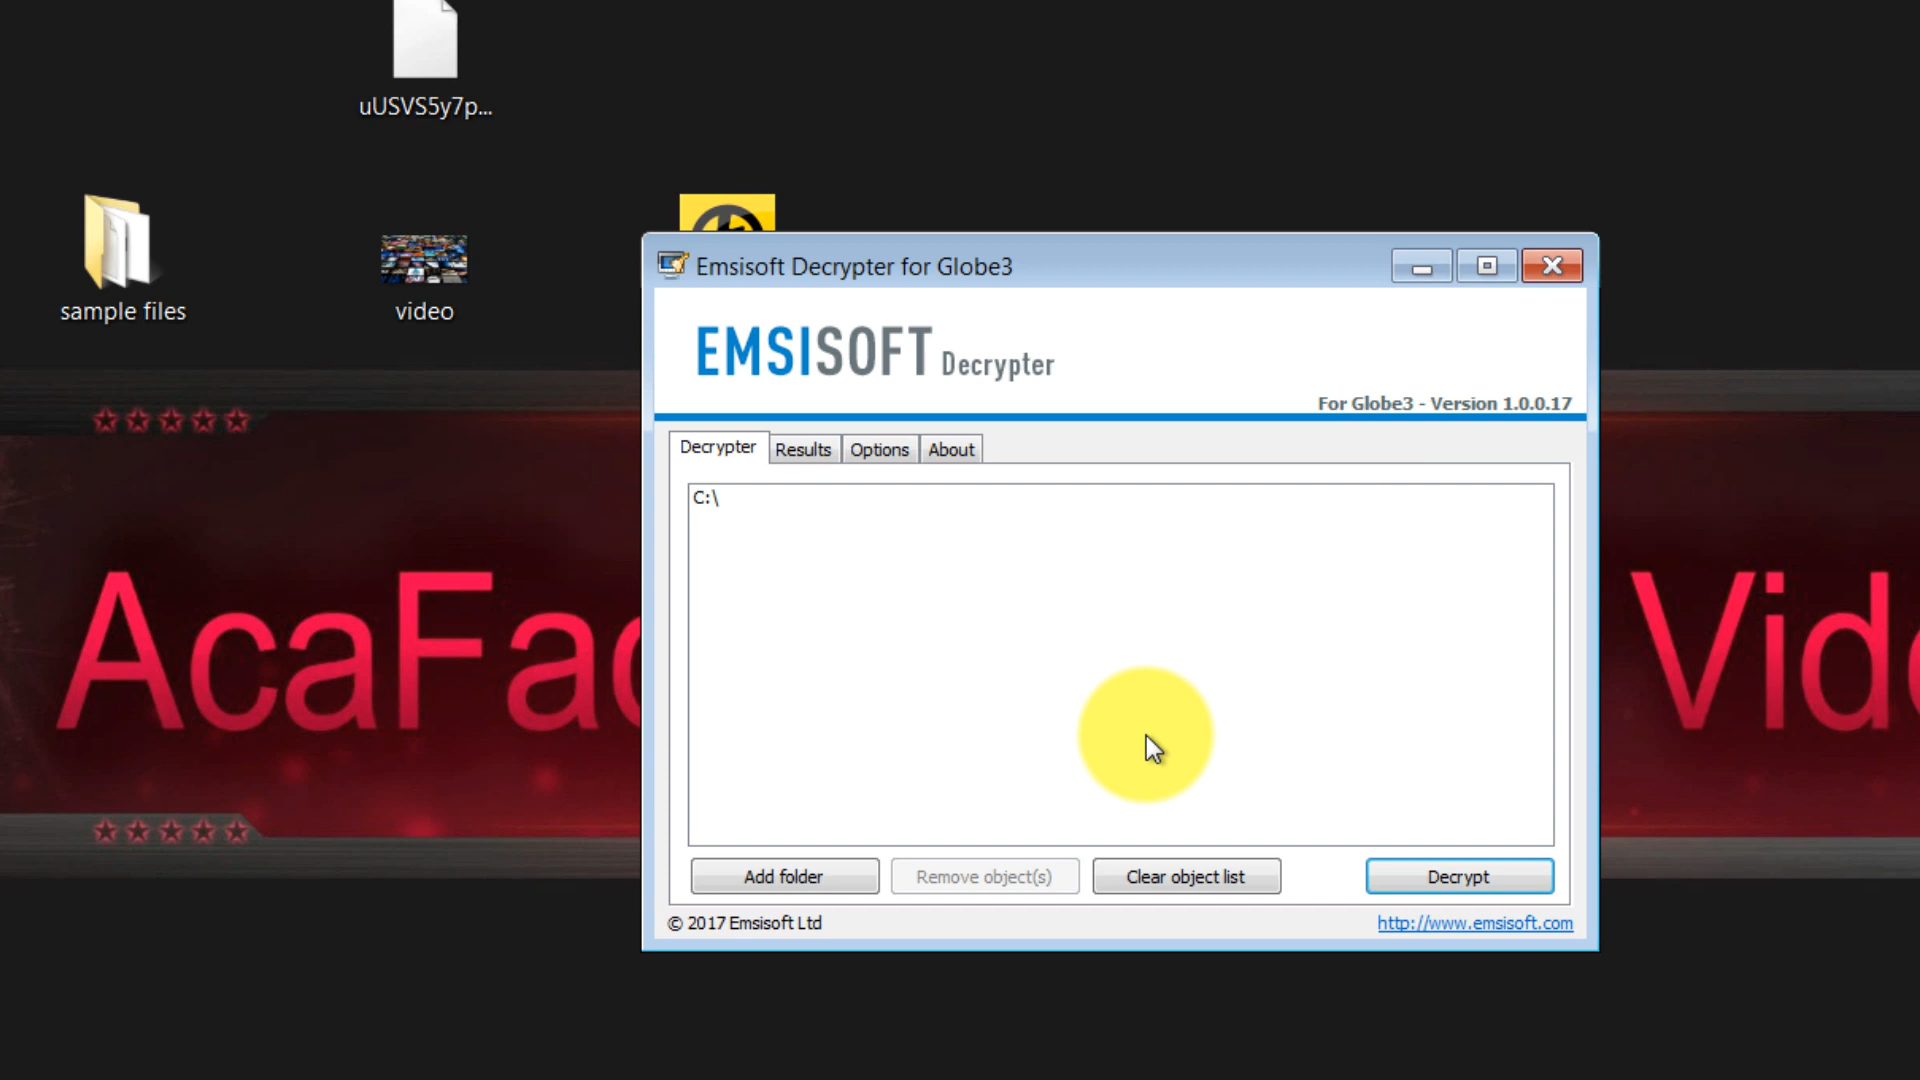 uUSVS5y7p...
sample files
video
Emsisoft Decrypter for Globe3
EMSISOFT Decrypter
For Globe3 - Version 1.0.0.17
Decrypter
Results
Options
About
C:\
AcaFac
Vid
Add folder
Remove object(s)
Clear object list
Decrypt
© 2017 Emsisoft Ltd
http://www.emsisoft.com